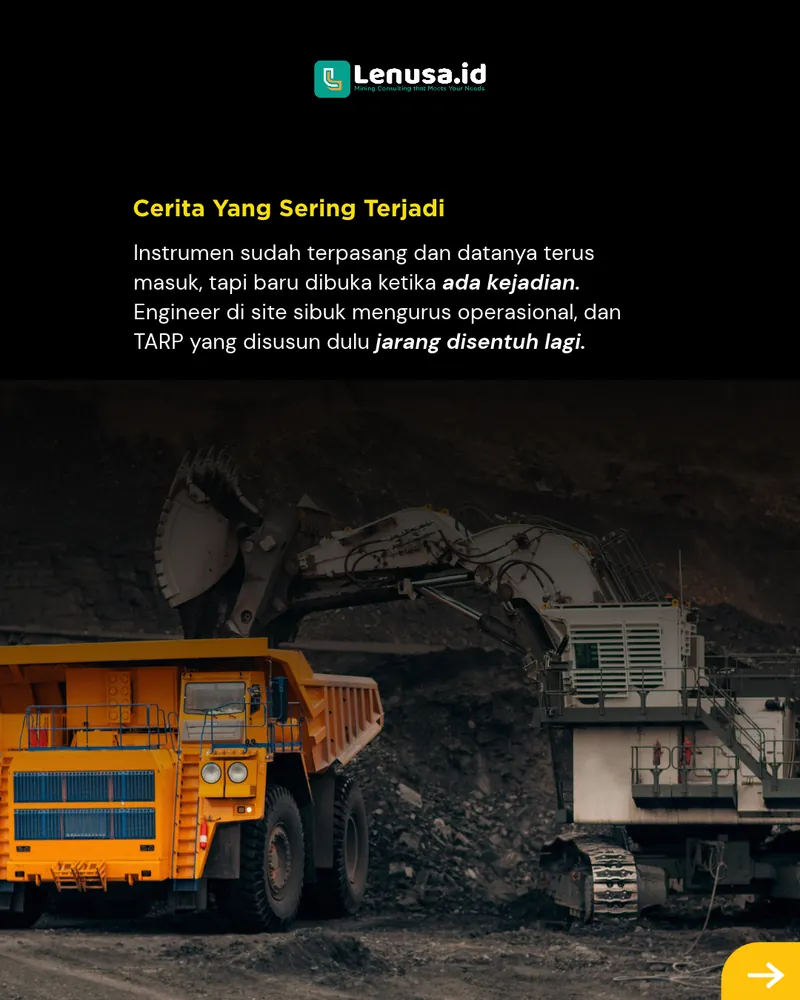 Lenusa.id
Mining Consulting that Meets Your Needs
Cerita Yang Sering Terjadi
Instrumen sudah terpasang dan datanya terus
masuk, tapi baru dibuka ketika ada kejadian.
Engineer di site sibuk mengurus operasional, dan
TARP yang disusun dulu jarang disentuh lagi.